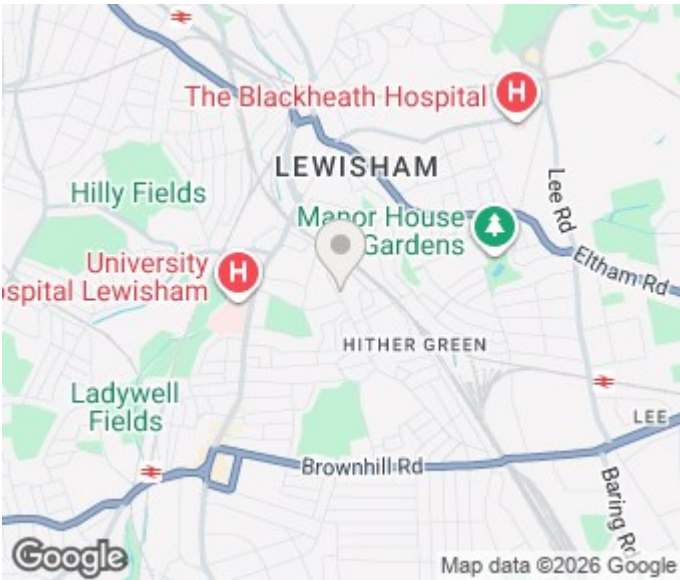 The Blackheath Hospital
H
LEWISHAM
Lee Rd
Hilly Fields
Manor House
Gardens
Eltham Rd
University
ospital Lewisham
H
HITHER GREEN
Ladywell
Fields
LEE
Brownhill Rd
Baring Rd
Google
Map data ©2026 Google